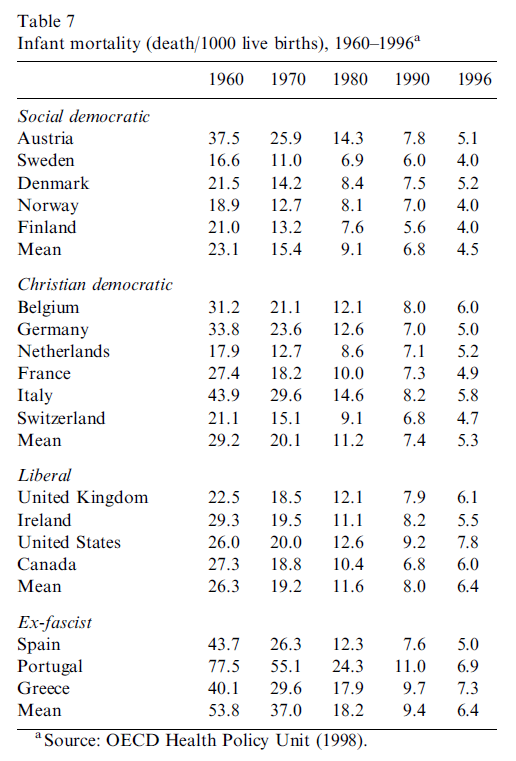 Table 7
Infant mortality (death/1000 live births), 1960–1996a
1960 1970 1980 1990 1996
Social democratic
Austria 37.5 25.9 14.3 7.8 5.1
Sweden 16.6 11.0 6.9 6.0 4.0
Denmark 21.5 14.2 8.4 7.5 5.2
Norway 18.9 12.7 8.1 7.0 4.0
Finland 21.0 13.2 7.6 5.6 4.0
Mean 23.1 15.4 9.1 6.8 4.5
Christian democratic
Belgium 31.2 21.1 12.1 8.0 6.0
Germany 33.8 23.6 12.6 7.0 5.0
Netherlands 17.9 12.7 8.6 7.1 5.2
France 27.4 18.2 10.0 7.3 4.9
Italy 43.9 29.6 14.6 8.2 5.8
Switzerland 21.1 15.1 9.1 6.8 4.7
Mean 29.2 20.1 11.2 7.4 5.3
Liberal
United Kingdom 22.5 18.5 12.1 7.9 6.1
Ireland 29.3 19.5 11.1 8.2 5.5
United States 26.0 20.0 12.6 9.2 7.8
Canada 27.3 18.8 10.4 6.8 6.0
Mean 26.3 19.2 11.6 8.0 6.4
Ex-fascist
Spain 43.7 26.3 12.3 7.6 5.0
Portugal 77.5 55.1 24.3 11.0 6.9
Greece 40.1 29.6 17.9 9.7 7.3
Mean 53.8 37.0 18.2 9.4 6.4
a Source: OECD Health Policy Unit (1998).